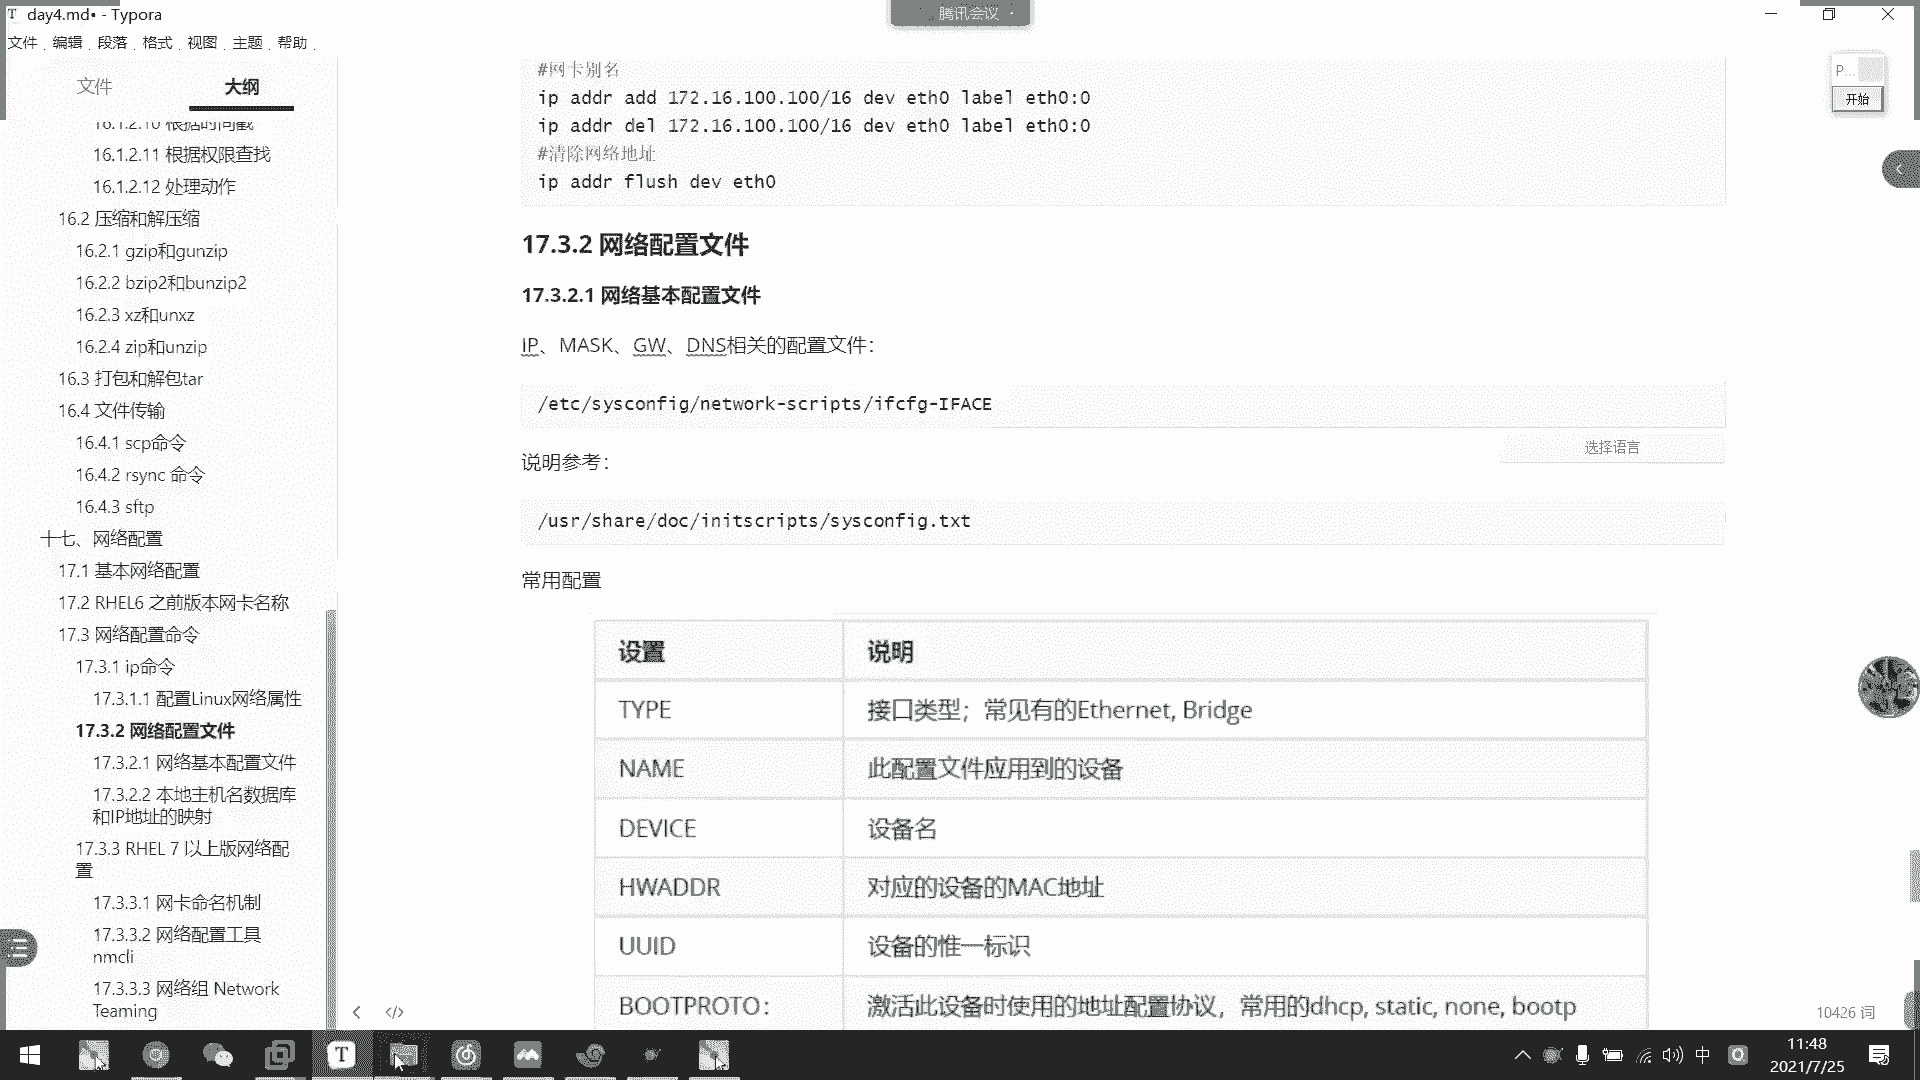 day4.md• - Typora
腾讯会议
文件 编辑 段落 格式 视图 主题 帮助
文件
大纲
16.1.2.10 根据时间戳
16.1.2.11 根据权限查找
16.1.2.12 处理动作
16.2 压缩和解压缩
16.2.1 gzip和gunzip
16.2.2 bzip2和bunzip2
16.2.3 xz和unxz
16.2.4 zip和unzip
16.3 打包和解包tar
16.4 文件传输
16.4.1 scp命令
16.4.2 rsync 命令
16.4.3 sftp
十七、网络配置
17.1 基本网络配置
17.2 RHEL6 之前版本网卡名称
17.3 网络配置命令
17.3.1 ip命令
17.3.1.1 配置Linux网络属性
17.3.2 网络配置文件
17.3.2.1 网络基本配置文件
17.3.2.2 本地主机名数据库
和IP地址的映射
17.3.3 RHEL 7 以上版网络配
置
17.3.3.1 网卡命名机制
17.3.3.2 网络配置工具
nmcli
17.3.3.3 网络组 Network
Teaming
#网卡别名
ip addr add 172.16.100.100/16 dev eth0 label eth0:0
ip addr del 172.16.100.100/16 dev eth0 label eth0:0
#清除网络地址
ip addr flush dev eth0
17.3.2 网络配置文件
17.3.2.1 网络基本配置文件
IP、MASK、GW、DNS相关的配置文件：
/etc/sysconfig/network-scripts/ifcfg-IFACE
选择语言
说明参考：
/usr/share/doc/initscripts/sysconfig.txt
常用配置
设置 说明
TYPE 接口类型；常见有的Ethernet, Bridge
NAME 此配置文件应用到的设备
DEVICE 设备名
HWADDR 对应的设备的MAC地址
UUID 设备的惟一标识
BOOTPROTO： 激活此设备时使用的地址配置协议，常用的dhcp, static, none, bootp
P...
开始
10426 词
中
11:48
2021/7/25